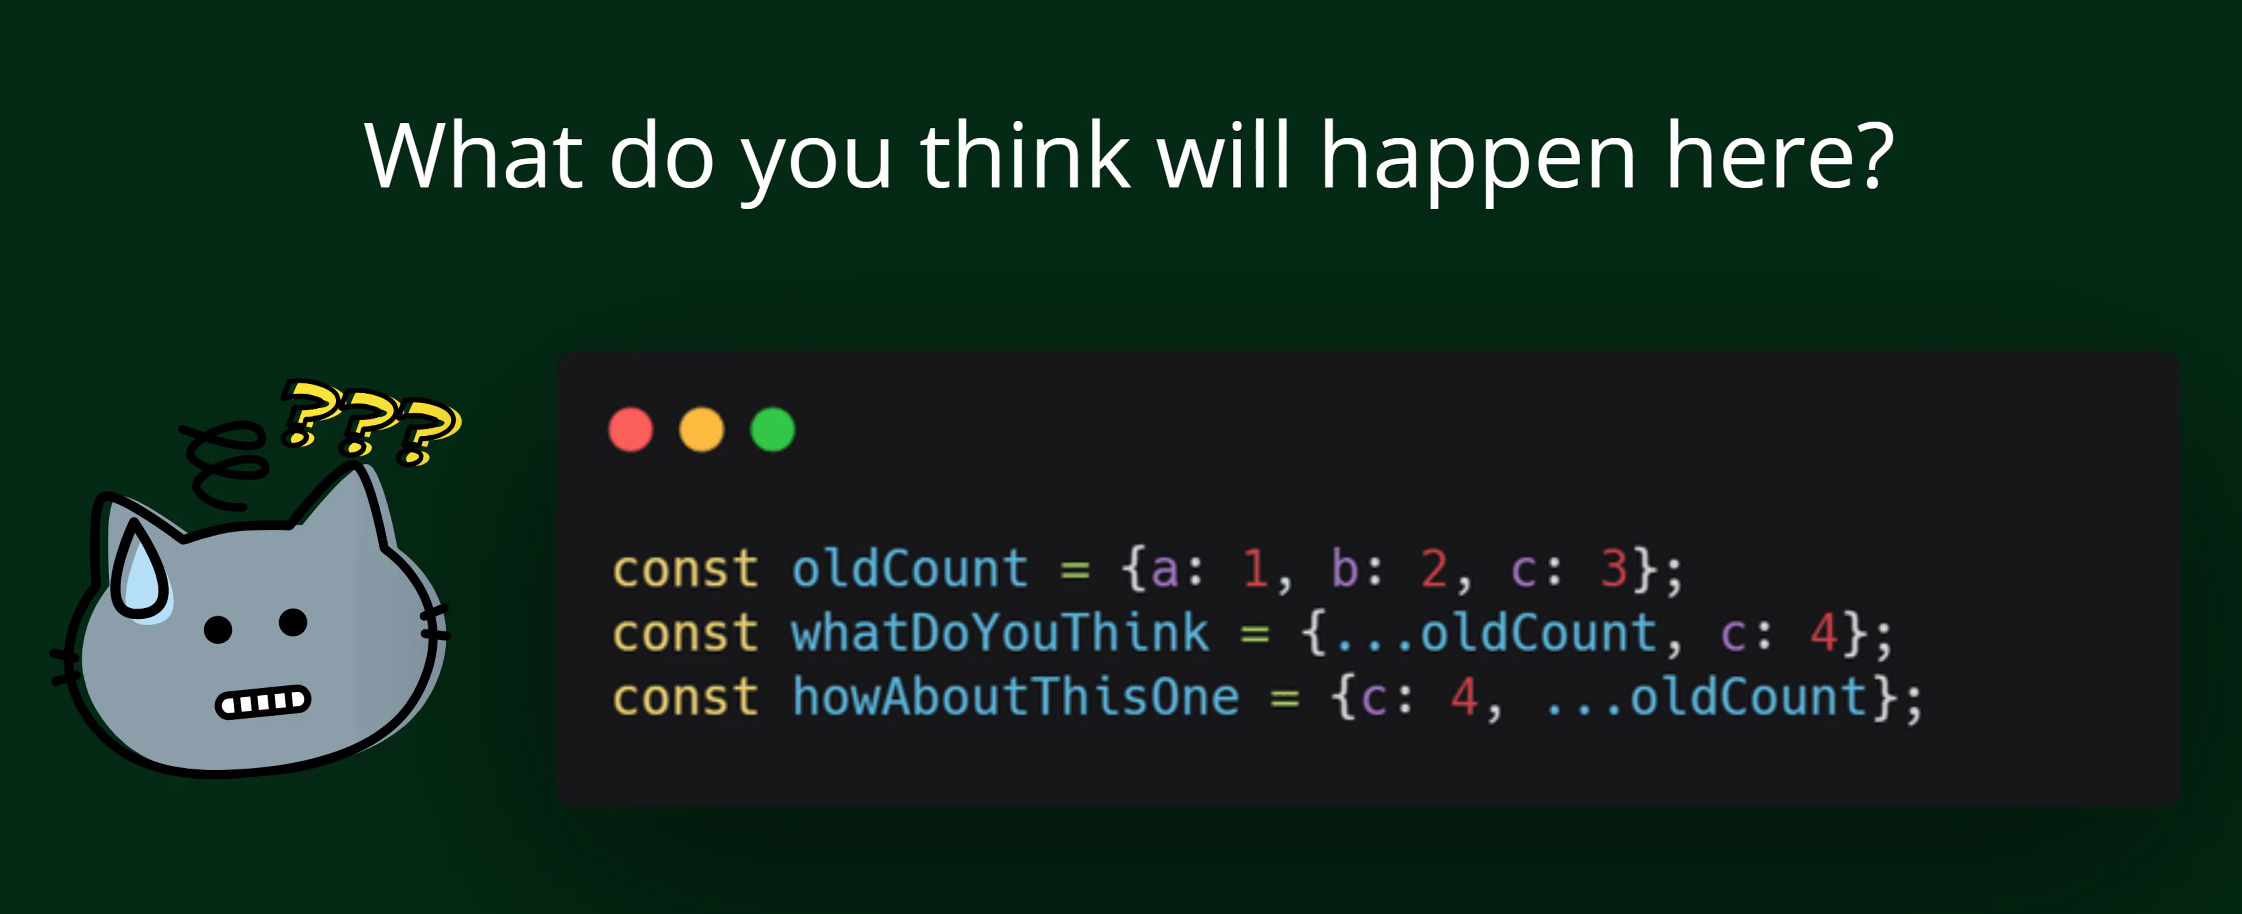 What do you think will happen here?
???
const oldCount = {a: 1, b: 2, c: 3};
const whatDoYouThink = {...oldCount, c: 4};
const howAboutThisOne = {c: 4, ...oldCount};